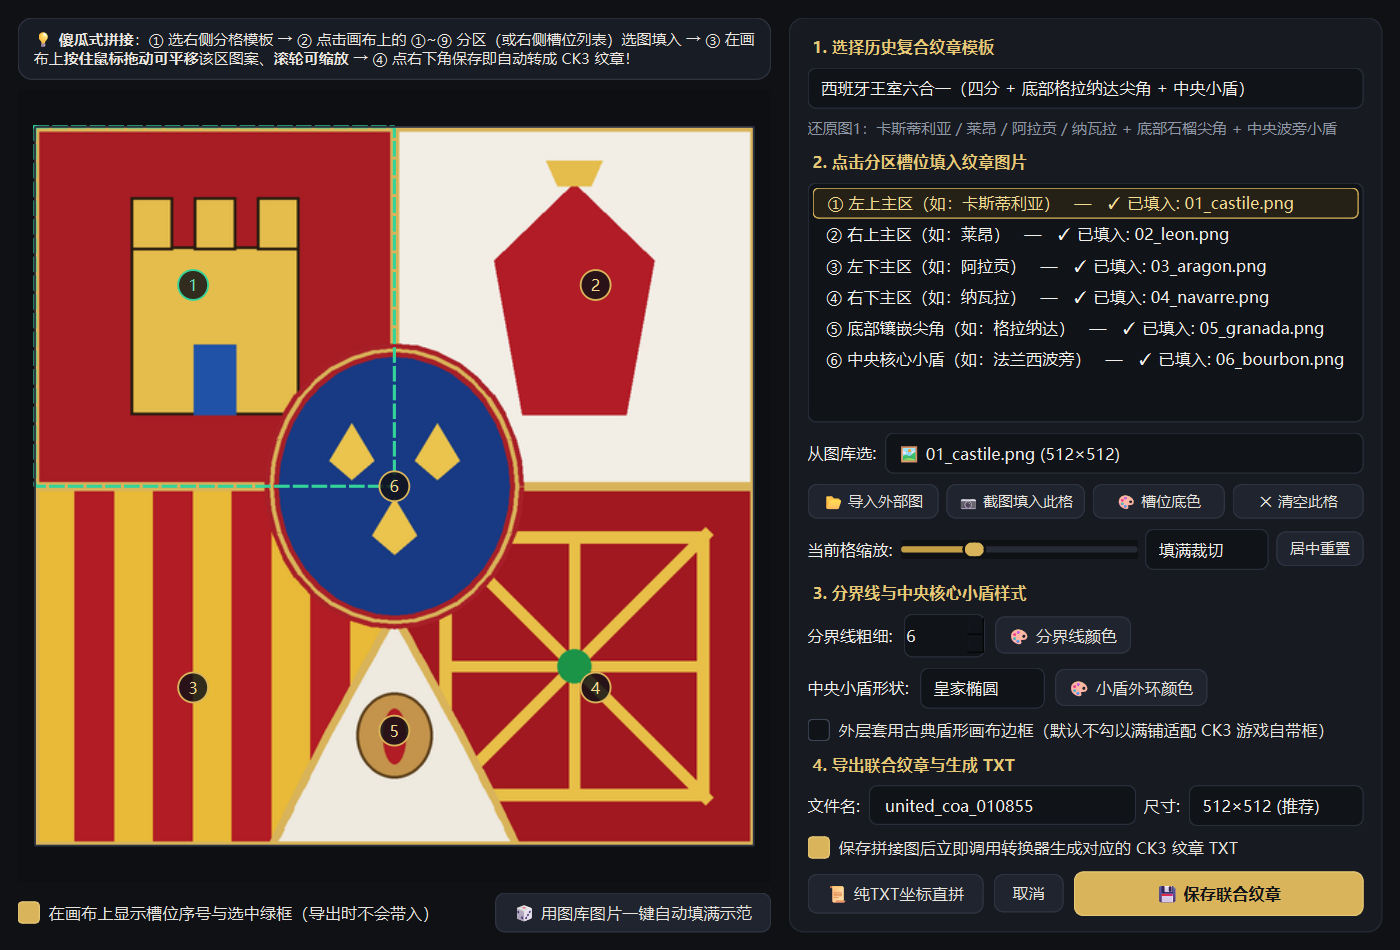 💡 傻瓜式拼接：① 选右侧分格模板 → ② 点击画布上的 ①~⑨ 分区（或右侧槽位列表）选图填入 → ③ 在画
布上按住鼠标拖动可平移该区图案、滚轮可缩放 → ④ 点右下角保存即自动转成 CK3 纹章！
1
2
6
3
4
5
在画布上显示槽位序号与选中绿框（导出时不会带入）
🎲 用图库图片一键自动填满示范
1. 选择历史复合纹章模板
西班牙王室六合一（四分 + 底部格拉纳达尖角 + 中央小盾）
还原图1：卡斯蒂利亚 / 莱昂 / 阿拉贡 / 纳瓦拉 + 底部石榴尖角 + 中央波旁小盾
2. 点击分区槽位填入纹章图片
① 左上主区（如：卡斯蒂利亚） — ✓ 已填入: 01_castile.png
② 右上主区（如：莱昂） — ✓ 已填入: 02_leon.png
③ 左下主区（如：阿拉贡） — ✓ 已填入: 03_aragon.png
④ 右下主区（如：纳瓦拉） — ✓ 已填入: 04_navarre.png
⑤ 底部镶嵌尖角（如：格拉纳达） — ✓ 已填入: 05_granada.png
⑥ 中央核心小盾（如：法兰西波旁） — ✓ 已填入: 06_bourbon.png
从图库选: 🖼️ 01_castile.png (512×512)
📂 导入外部图 📷 截图填入此格 🎨 槽位底色 ✕ 清空此格
当前格缩放: 填满裁切 居中重置
3. 分界线与中央核心小盾样式
分界线粗细: 6 🎨 分界线颜色
中央小盾形状: 皇家椭圆 🎨 小盾外环颜色
外层套用古典盾形画布边框（默认不勾以满铺适配 CK3 游戏自带框）
4. 导出联合纹章与生成 TXT
文件名: united_coa_010855 尺寸: 512×512 (推荐)
保存拼接图后立即调用转换器生成对应的 CK3 纹章 TXT
📜 纯TXT坐标直拼 取消 💾 保存联合纹章